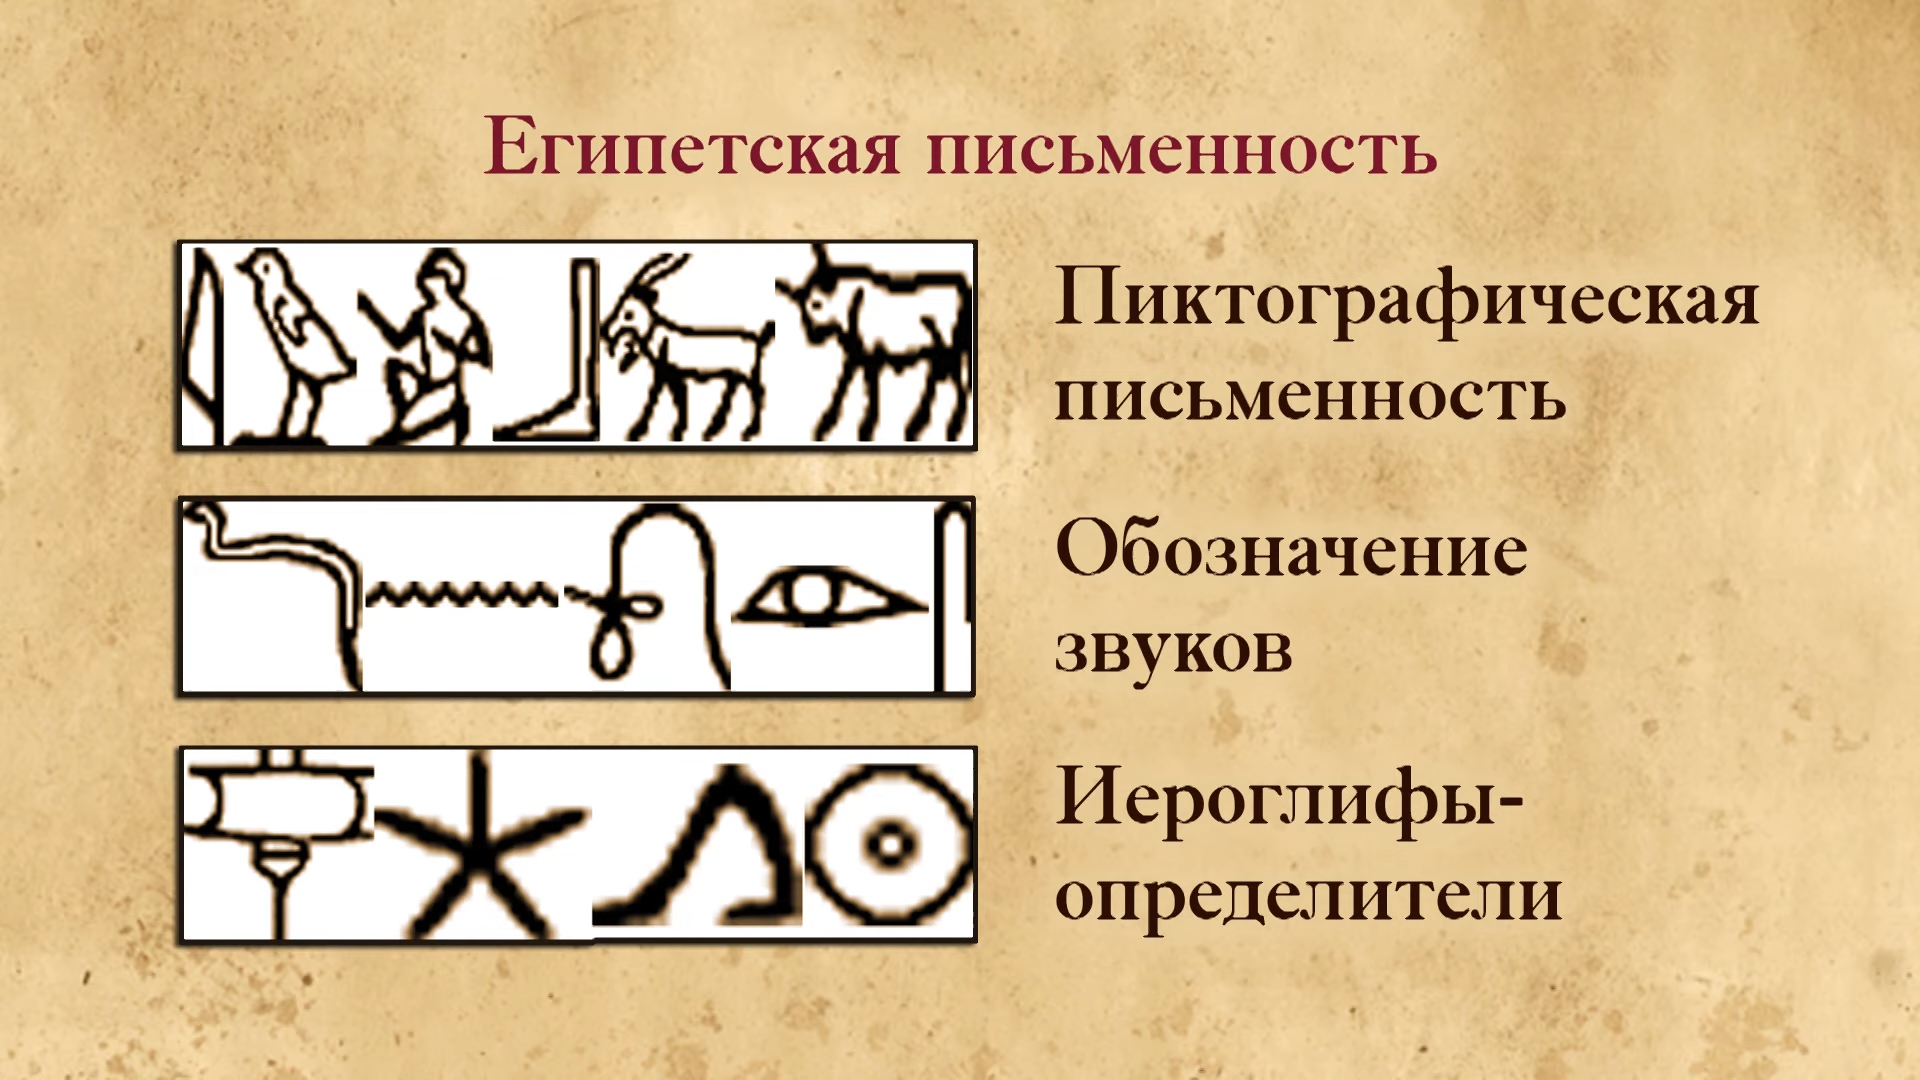 Египетская письменность
Пиктографическая
письменность
Обозначение
звуков
Иероглифы-
определители